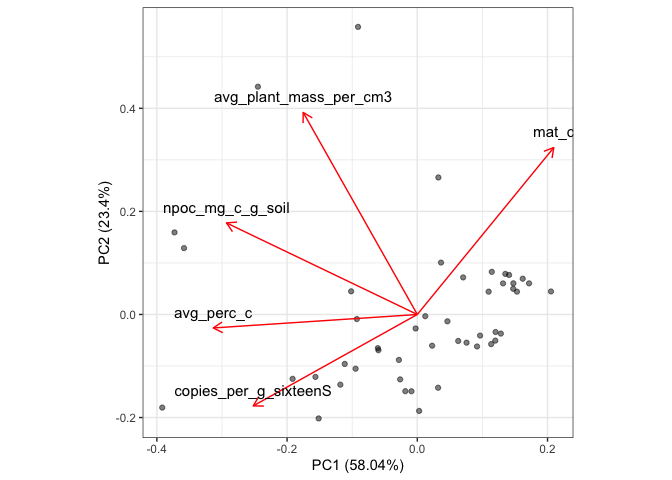 avg_plant_mass_per_cm3
mat_c
npoc_mg_c_g_soil
avg_perc_c
copies_per_g_sixteenS
0.4
0.2
0.0
-0.2
-0.4
-0.2
0.0
0.2
PC2 (23.4%)
PC1 (58.04%)